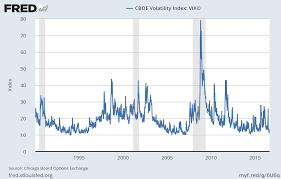 FRED
— CBOE Volatility Index: VIX©
80
70
60
50
40
30
20
10
0
Index
1995
2000
2005
2010
2015
Source: Chicago Board Options Exchange
fred.stlouisfed.org
myf.red/g/6U6q